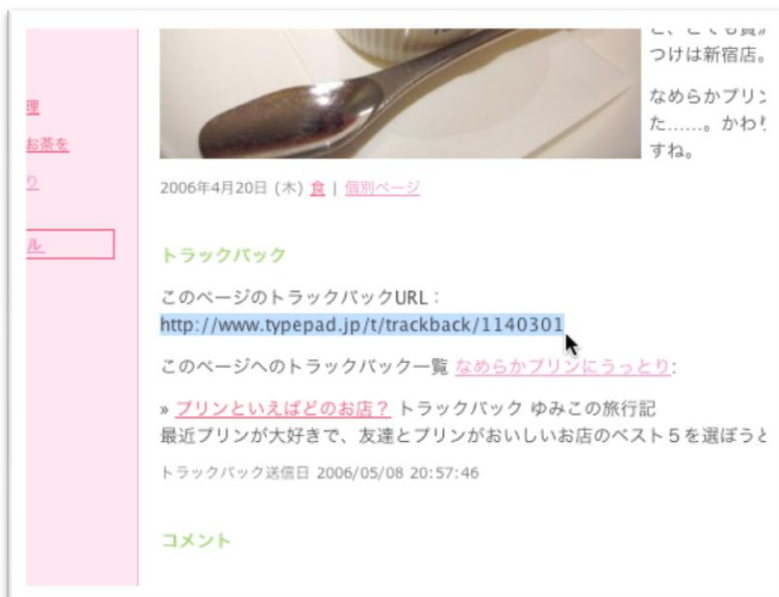 つけは新宿店。
なめらかプリン
た……。かわり
すね。
理
お茶を
り
ル
2006年4月20日 (木) 食 | 個別ページ
トラックバック
このページのトラックバックURL：
http://www.typepad.jp/t/trackback/1140301
このページへのトラックバック一覧 なめらかプリンにうっとり:
» プリンといえばどのお店？ トラックバック ゆみこの旅行記
最近プリンが大好きで、友達とプリンがおいしいお店のベスト５を選ぼうと
トラックバック送信日 2006/05/08 20:57:46
コメント